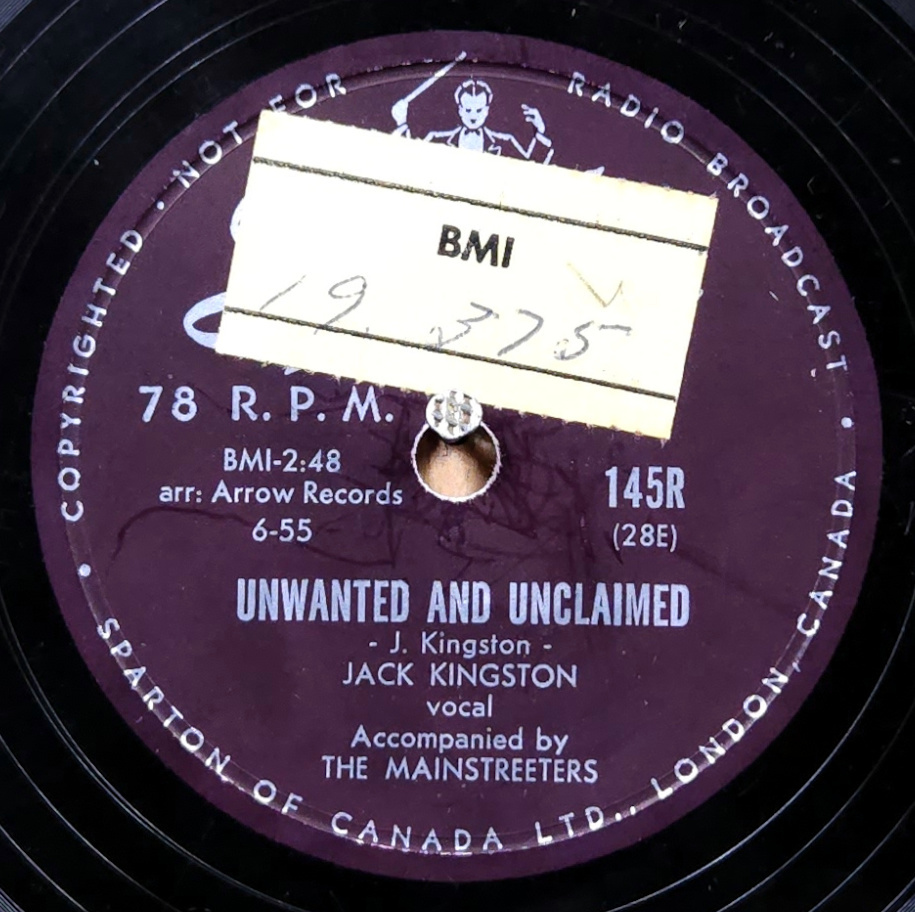 COPYRIGHTED · NOT FOR RADIO BROADCAST ·
BMI
19.375
78 R. P. M.
BMI-2:48
arr: Arrow Records
6-55
145R
(28E)
UNWANTED AND UNCLAIMED
- J. Kingston -
JACK KINGSTON
vocal
Accompanied by
THE MAINSTREETERS
· SPARTON OF CANADA LTD., LONDON, CANADA